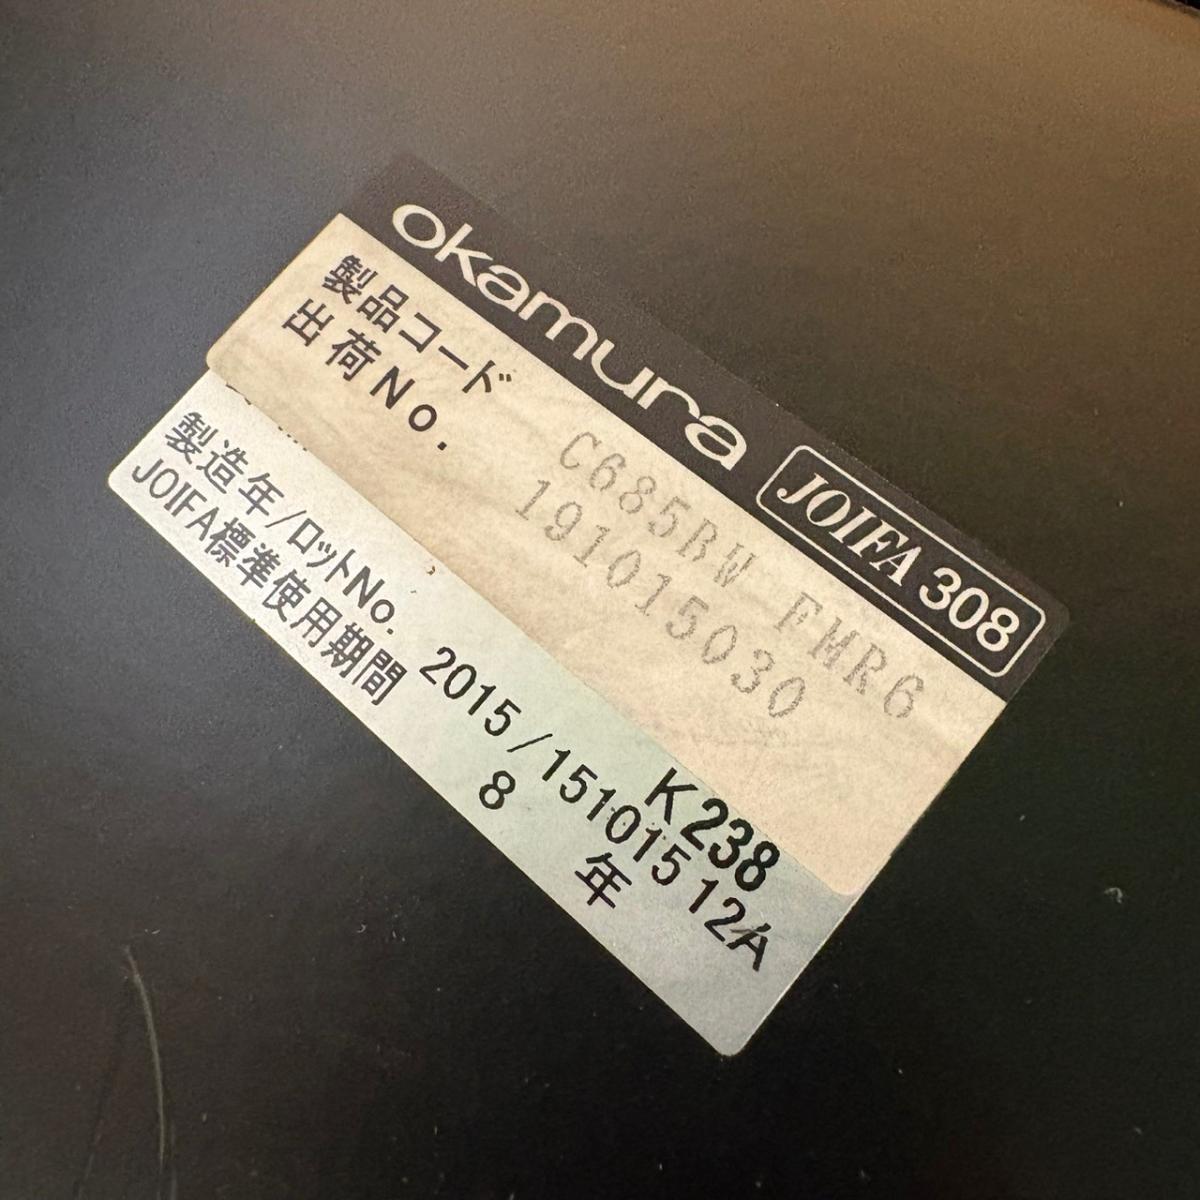 okamura JOIFA 308
製品コード C685BW FMR6
出荷No. 191015030
K238
製造年/ロットNo. 2015/151015 12A
JOIFA標準使用期間 8 年